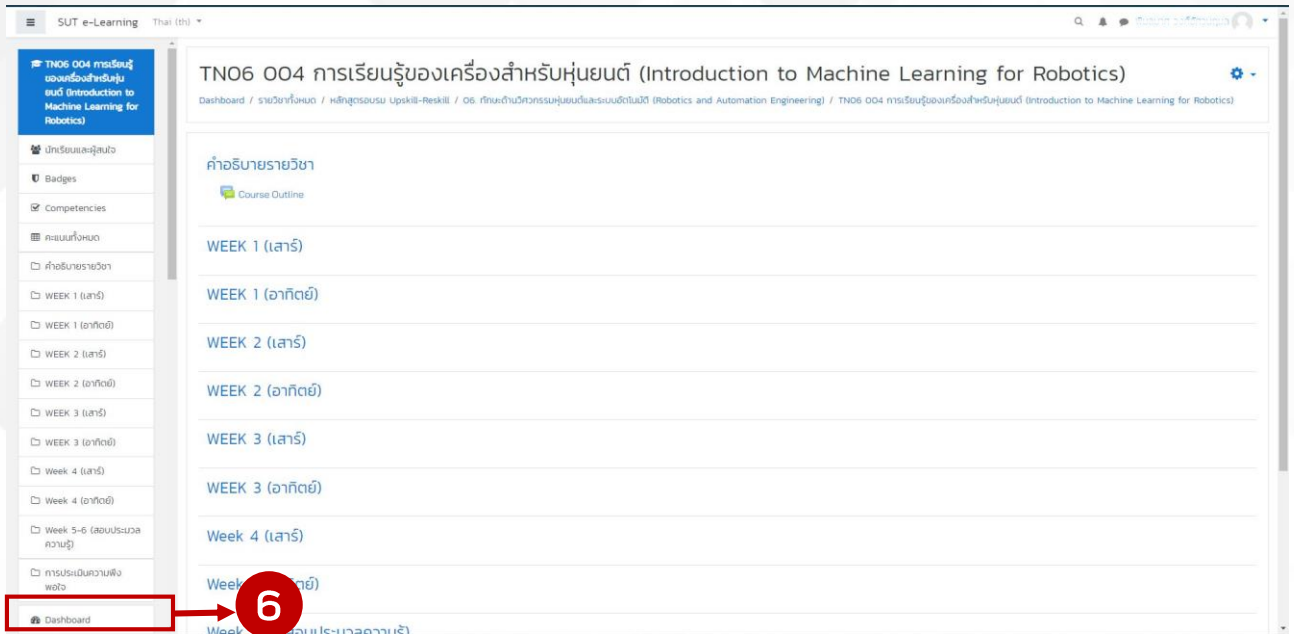 SUT e-Learning Thai (th)
TN06 004 การเรียนรู้
ของเครื่องสำหรับหุ่น
ยนต์ (Introduction to
Machine Learning for
Robotics)
นักเรียนและผู้สนใจ
Badges
Competencies
คะแนนทั้งหมด
คำอธิบายรายวิชา
WEEK 1 (เสาร์)
WEEK 1 (อาทิตย์)
WEEK 2 (เสาร์)
WEEK 2 (อาทิตย์)
WEEK 3 (เสาร์)
WEEK 3 (อาทิตย์)
Week 4 (เสาร์)
Week 4 (อาทิตย์)
Week 5-6 (สอบประมวล
ความรู้)
การประเมินความพึง
พอใจ
Dashboard
6
TN06 004 การเรียนรู้ของเครื่องสำหรับหุ่นยนต์ (Introduction to Machine Learning for Robotics)
Dashboard / รายวิชาทั้งหมด / หลักสูตรอบรม Upskill-Reskill / 06. ทักษะด้านวิศวกรรมหุ่นยนต์และระบบอัตโนมัติ (Robotics and Automation Engineering) / TN06 004 การเรียนรู้ของเครื่องสำหรับหุ่นยนต์ (Introduction to Machine Learning for Robotics)
คำอธิบายรายวิชา
Course Outline
WEEK 1 (เสาร์)
WEEK 1 (อาทิตย์)
WEEK 2 (เสาร์)
WEEK 2 (อาทิตย์)
WEEK 3 (เสาร์)
WEEK 3 (อาทิตย์)
Week 4 (เสาร์)
Week
Week